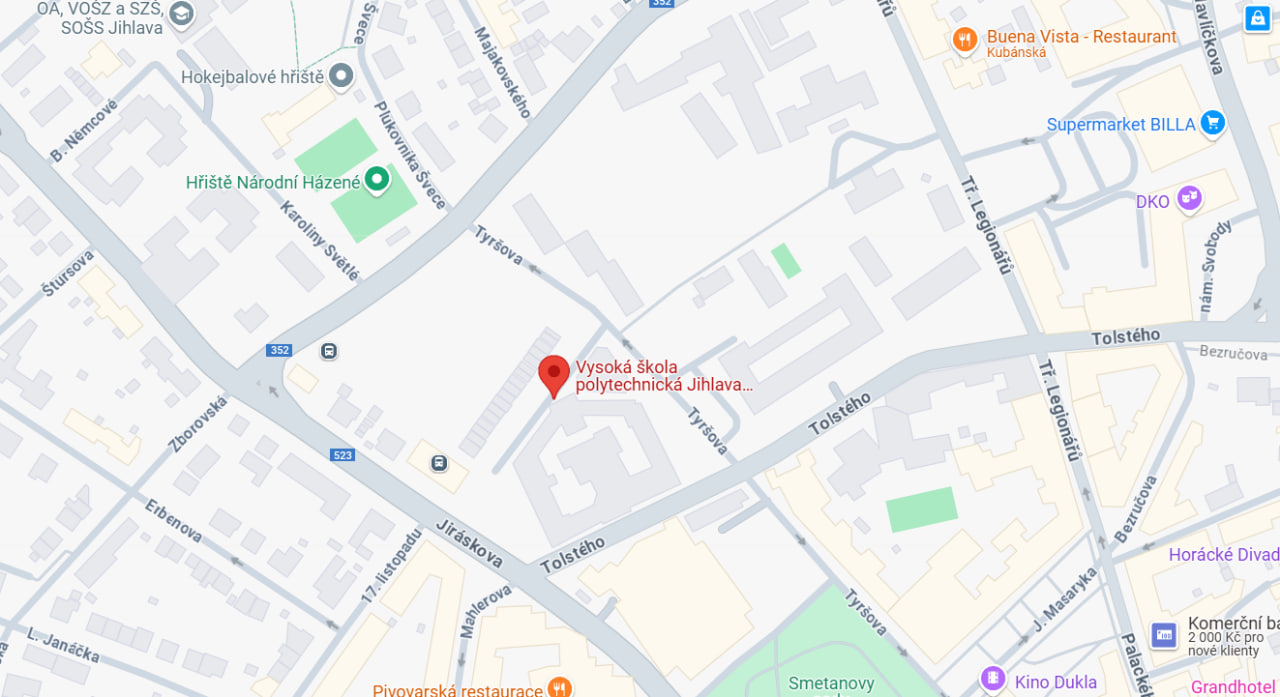 OA, VOŠZ a SZŠ,
SOŠS Jihlava
Švece
352
Havlíčkova
Buena Vista - Restaurant
Kubánská
Majakovského
Hokejbalové hřiště
B. Němcové
Plukovníka Švece
Supermarket BILLA
Hřiště Národní Házené
DKO
Tř. Legionářů
Karoliny Světlé
Tyršova
nám. Svobody
Štursova
Tolstého
352
Bezručova
Vysoká škola
polytechnická Jihlava…
Tř. Legionářů
Tolstého
Tyršova
Zborovská
523
Erbenova
Jiráskova
Tolstého
Bezručova
Horácké Divad
17. listopadu
Mahlerova
Tyršova
J. Masaryka
L. Janáčka
Komerční ba
2 000 Kč pro
nové klienty
Palackéh
Smetanovy
Kino Dukla
Grandhotel
Pivovarská restaurace